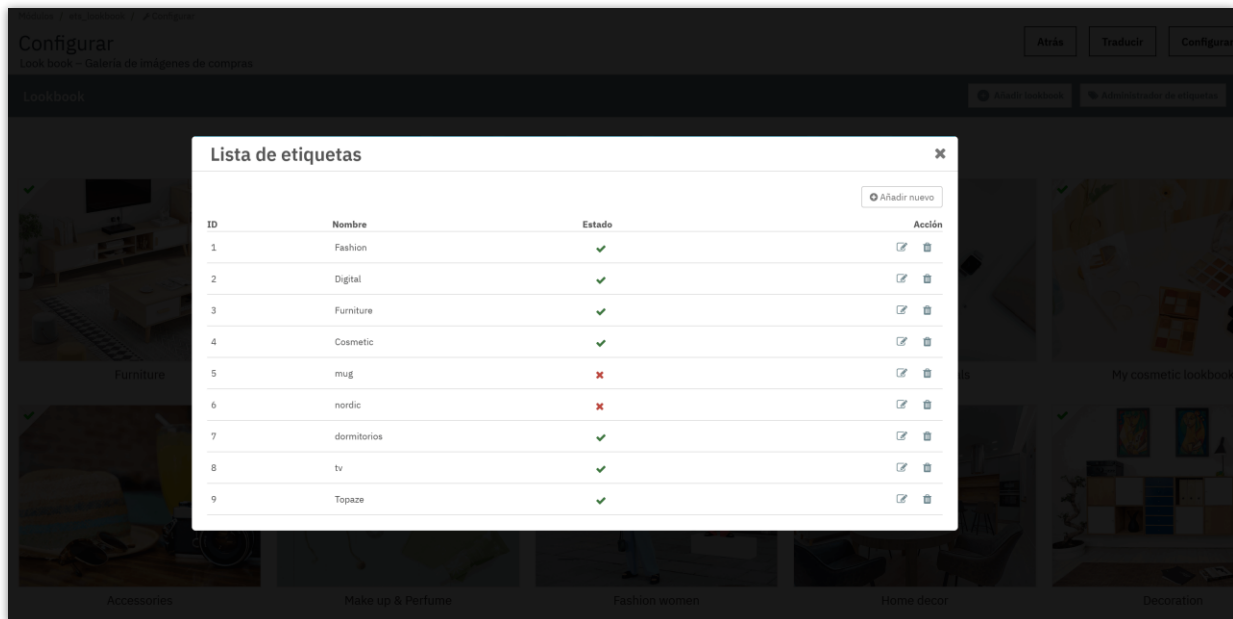 Módulos / ets_lookbook / Configurar
Configurar
Look book – Galería de imágenes de compras
Atrás
Traducir
Configurar
Lookbook
Añadir lookbook
Administrador de etiquetas
Lista de etiquetas
Añadir nuevo
ID Nombre Estado Acción
1 Fashion
2 Digital
3 Furniture
4 Cosmetic
5 mug
6 nordic
7 dormitorios
8 tv
9 Topaze
Furniture
My cosmetic lookbook
Accessories
Make up & Perfume
Fashion women
Home decor
Decoration